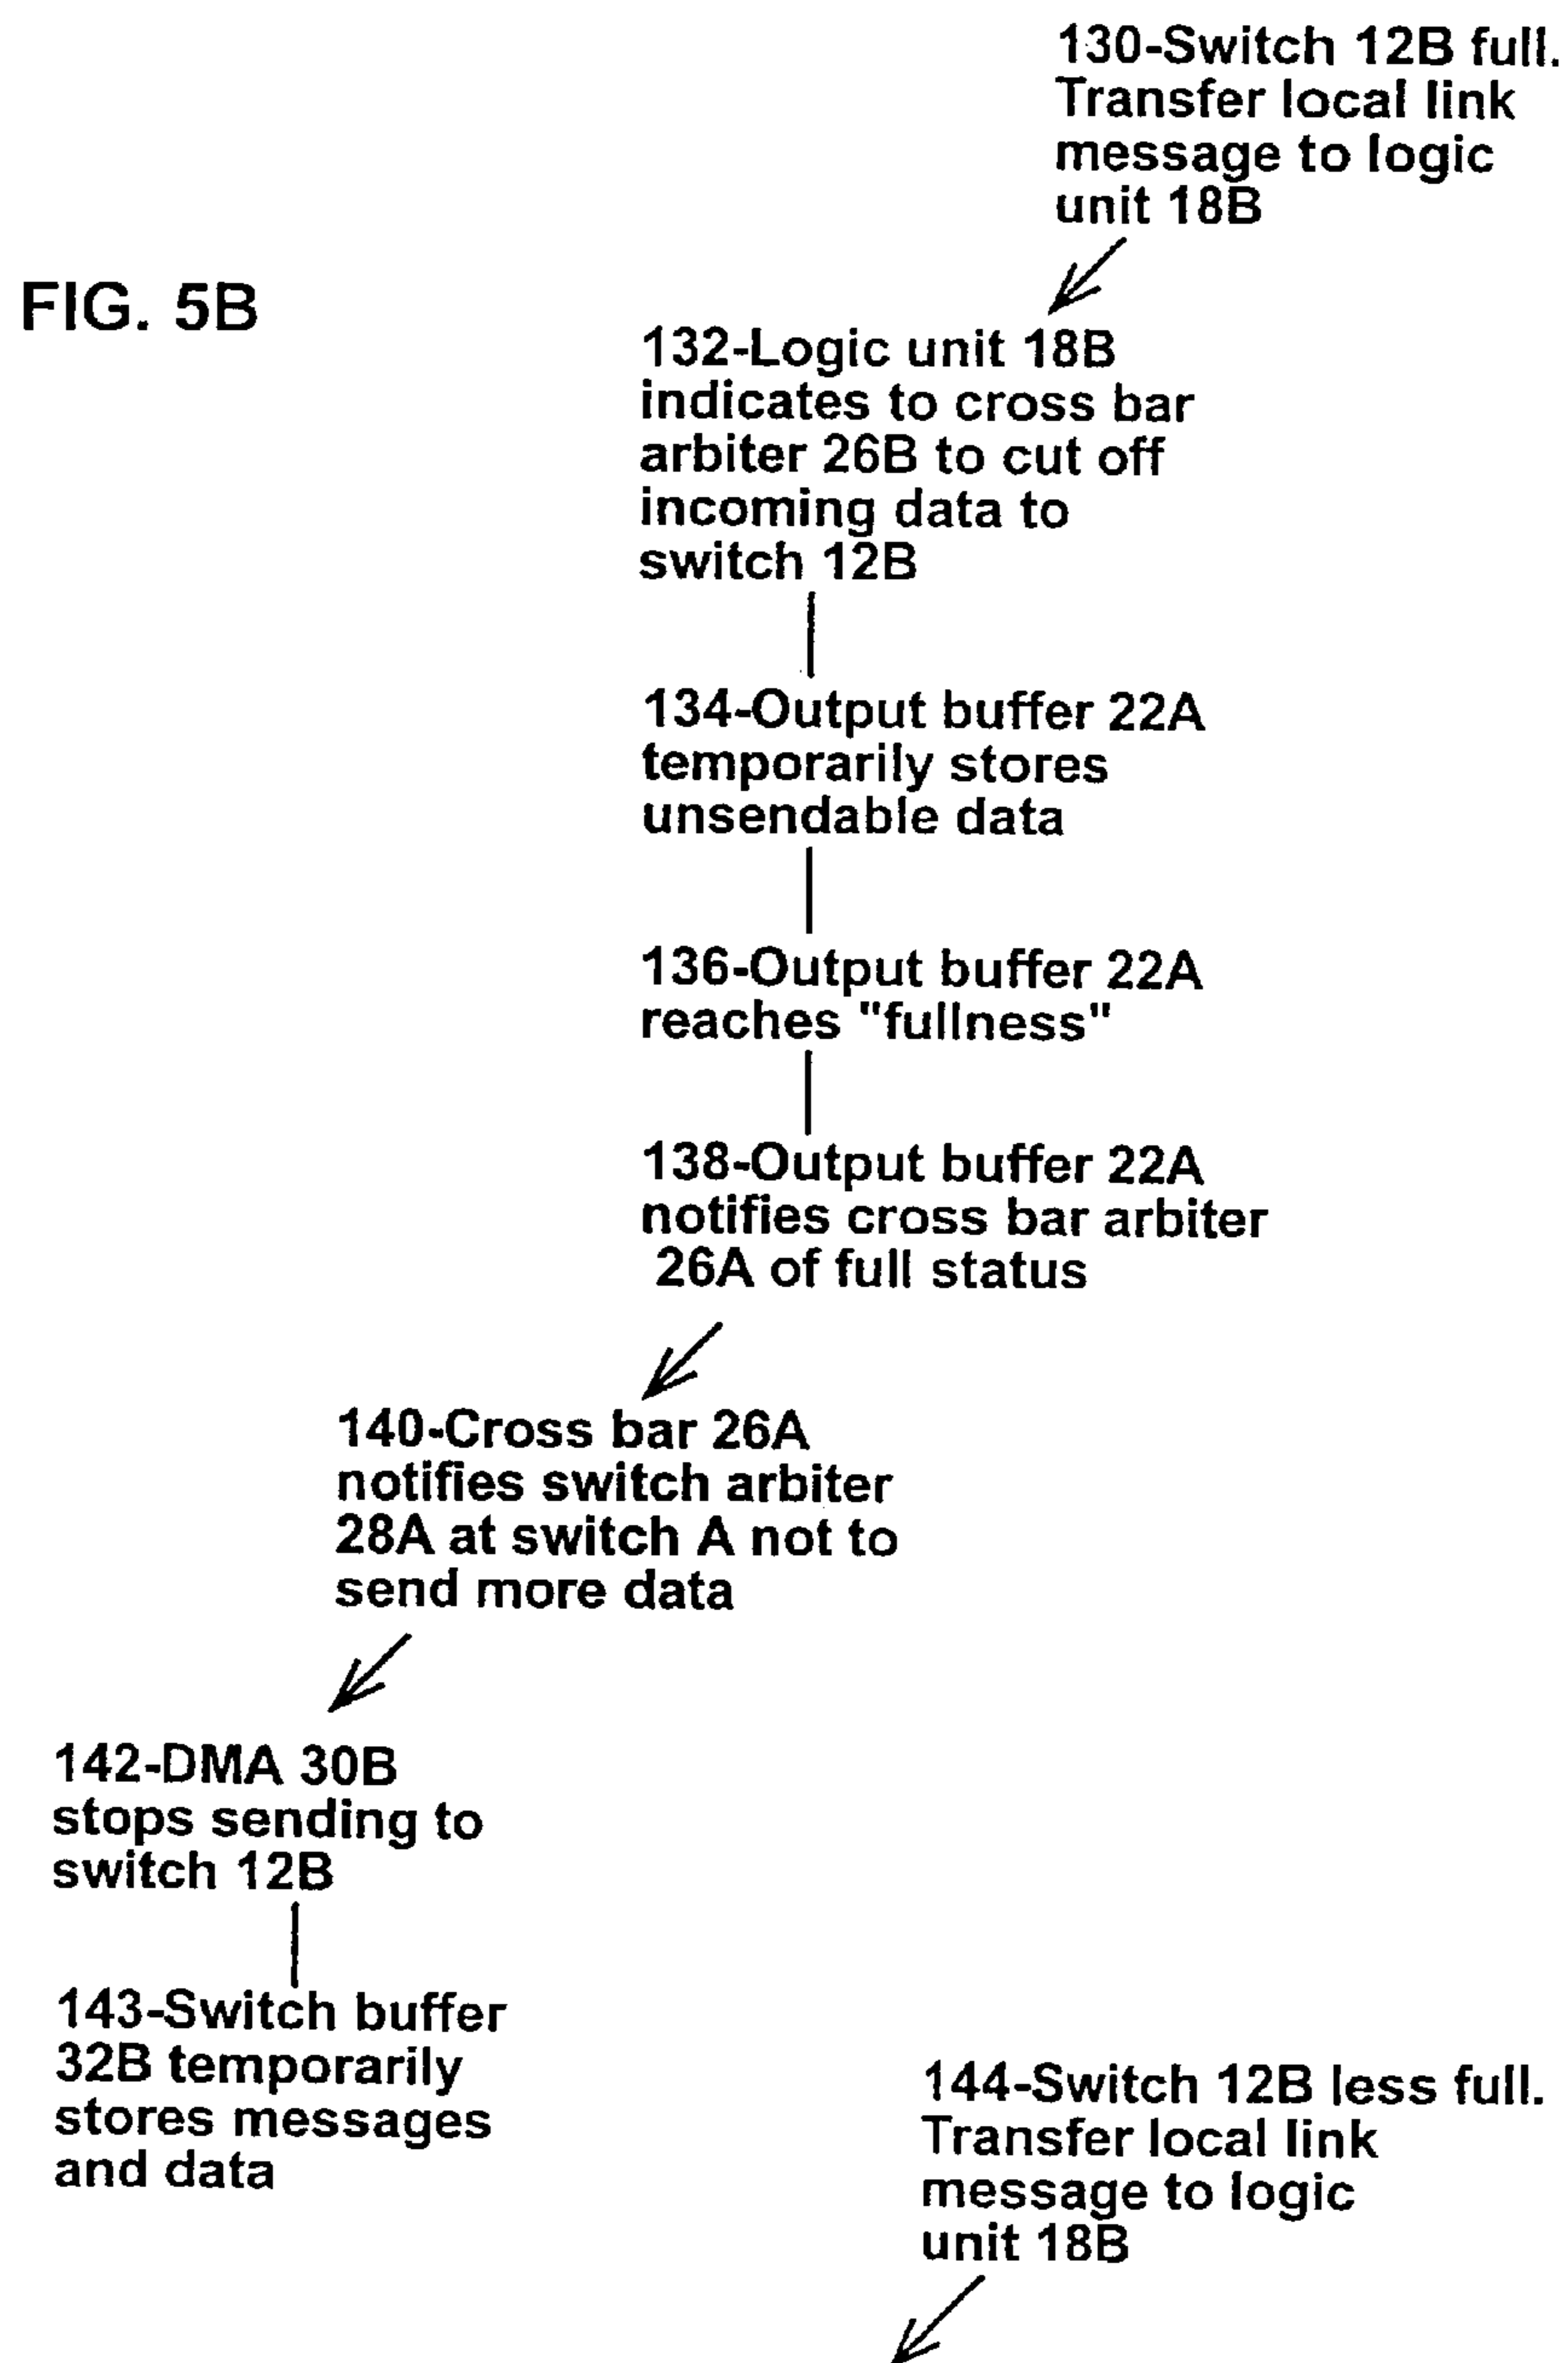 130-Switch 12B full.
Transfer local link
message to logic
unit 18B
FIG. 5B
132-Logic unit 18B
indicates to cross bar
arbiter 26B to cut off
incoming data to
switch 12B
134-Output buffer 22A
temporarily stores
unsendable data
136-Output buffer 22A
reaches "fullness"
138-Output buffer 22A
notifies cross bar arbiter
26A of full status
140-Cross bar 26A
notifies switch arbiter
28A at switch A not to
send more data
142-DMA 30B
stops sending to
switch 12B
143-Switch buffer
32B temporarily
stores messages
and data
144-Switch 12B less full.
Transfer local link
message to logic
unit 18B